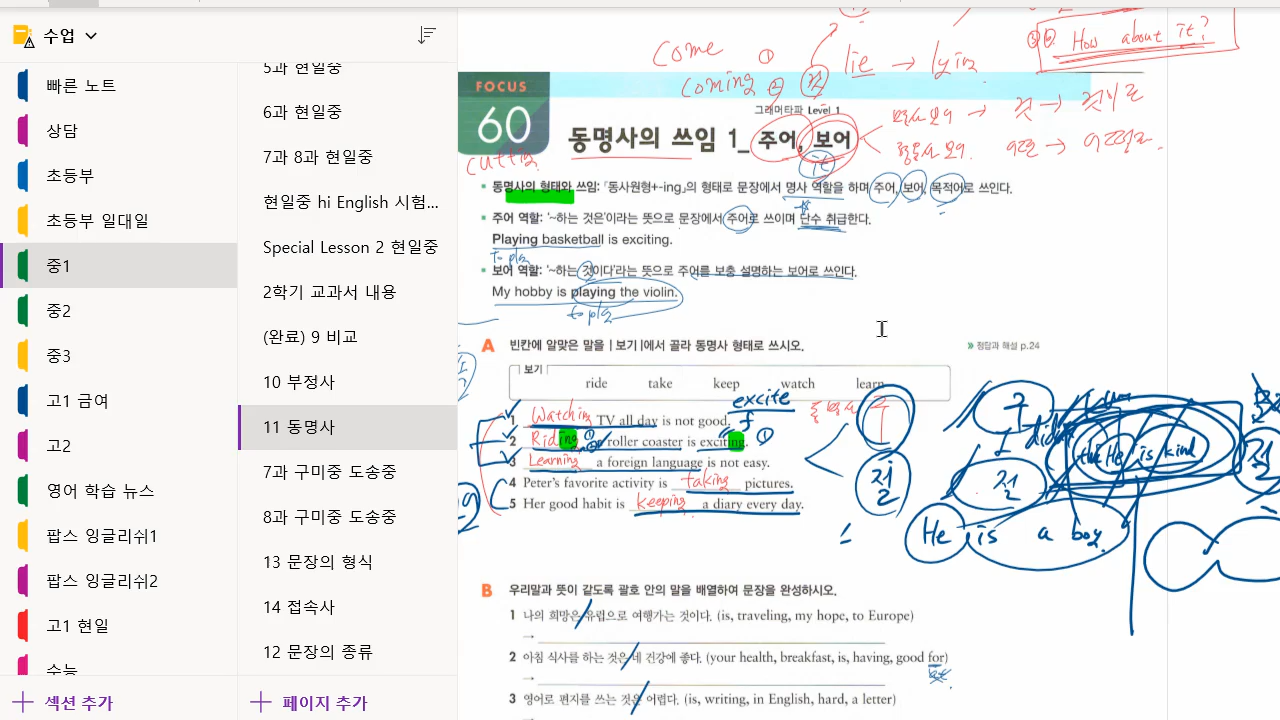 수업
빠른 노트
상담
초등부
초등부 일대일
중1
중2
중3
고1 금여
고2
영어 학습 뉴스
팝스 잉글리쉬1
팝스 잉글리쉬2
고1 현일
수능
섹션 추가
5과 현일중
6과 현일중
7과 8과 현일중
현일중 hi English 시험...
Special Lesson 2 현일중
2학기 교과서 내용
(완료) 9 비교
10 부정사
11 동명사
7과 구미중 도송중
8과 구미중 도송중
13 문장의 형식
14 접속사
12 문장의 종류
페이지 추가
How about it?
come ①
lie → lying
coming ②
FOCUS
60
그래머타파 Level 1
동명사의 쓰임 1_ 주어, 보어
것 → 것이로
it
동명사의 형태와 쓰임: 「동사원형+-ing」의 형태로 문장에서 명사 역할을 하며 주어, 보어, 목적어로 쓰인다.
주어 역할: '~하는 것은'이라는 뜻으로 문장에서 주어로 쓰이며 단수 취급한다.
Playing basketball is exciting.
to play
보어 역할: '~하는 것이다'라는 뜻으로 주어를 보충 설명하는 보어로 쓰인다.
My hobby is playing the violin.
to play
A 빈칸에 알맞은 말을 |보기|에서 골라 동명사 형태로 쓰시오.
» 정답과 해설 p.24
보기
ride take keep watch learn
excite
1 Watching TV all day is not good.
2 Riding a roller coaster is exciting. ①
3 Learning a foreign language is not easy.
4 Peter's favorite activity is taking pictures.
5 Her good habit is keeping a diary every day.
구
구
절
절
He is kind
He is a boy.
B 우리말과 뜻이 같도록 괄호 안의 말을 배열하여 문장을 완성하시오.
1 나의 희망은 유럽으로 여행가는 것이다. (is, traveling, my hope, to Europe)
→
2 아침 식사를 하는 것은 네 건강에 좋다. (your health, breakfast, is, having, good for)
→
3 영어로 편지를 쓰는 것은 어렵다. (is, writing, in English, hard, a letter)
→